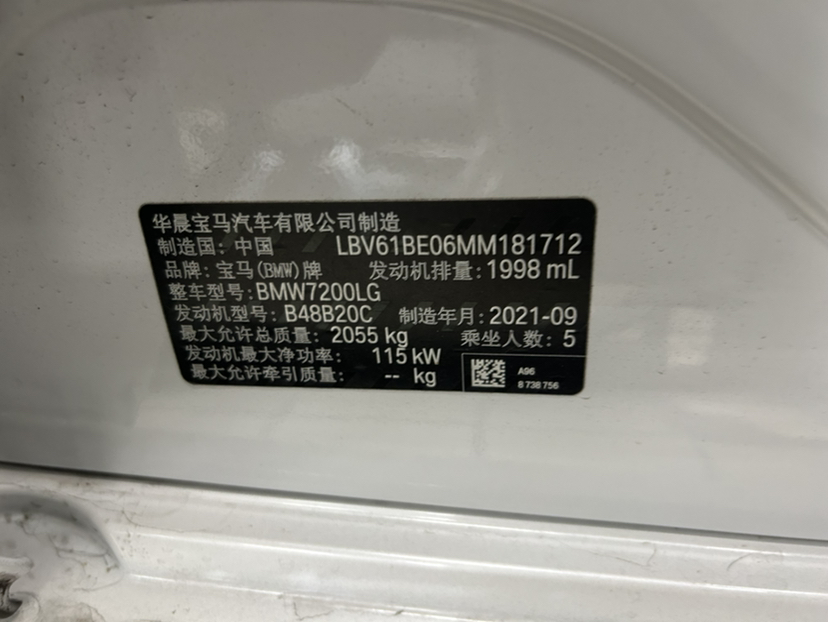 华晨宝马汽车有限公司制造
制造国: 中国 LBV61BE06MM181712
品牌: 宝马(BMW)牌 发动机排量: 1998 mL
整车型号: BMW7200LG
发动机型号: B48B20C 制造年月: 2021-09
最大允许总质量: 2055 kg 乘坐人数: 5
发动机最大净功率: 115 kW
最大允许牵引质量: -- kg
A96
8 738 756